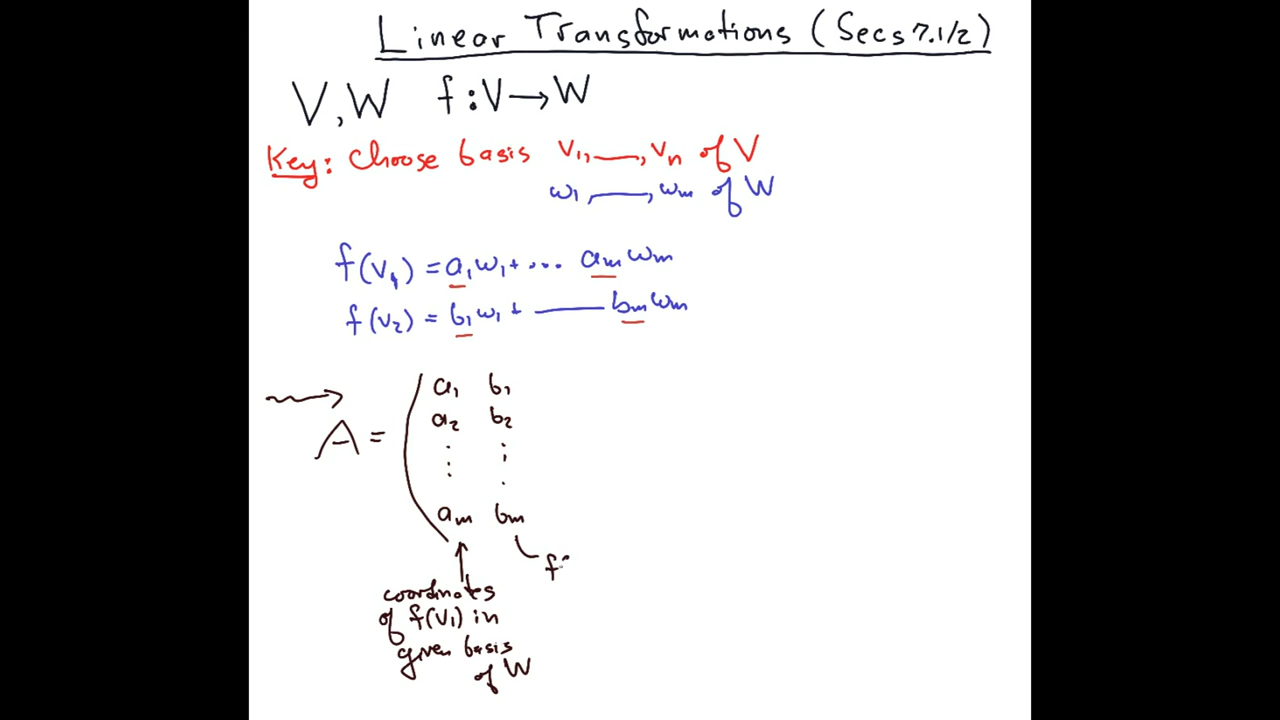 Linear Transformations (Secs 7.1/2)
V, W f: V → W
Key: Choose basis v₁, —, vₙ of V
w₁, —, wₘ of W
f(v₁) = a₁w₁ + ... aₘwₘ
f(v₂) = b₁w₁ + — bₘwₘ
a₁ b₁
a₂ b₂
A =
⋮ ⋮
aₘ bₘ
f
coordinates
of f(v₁) in
given basis
of W